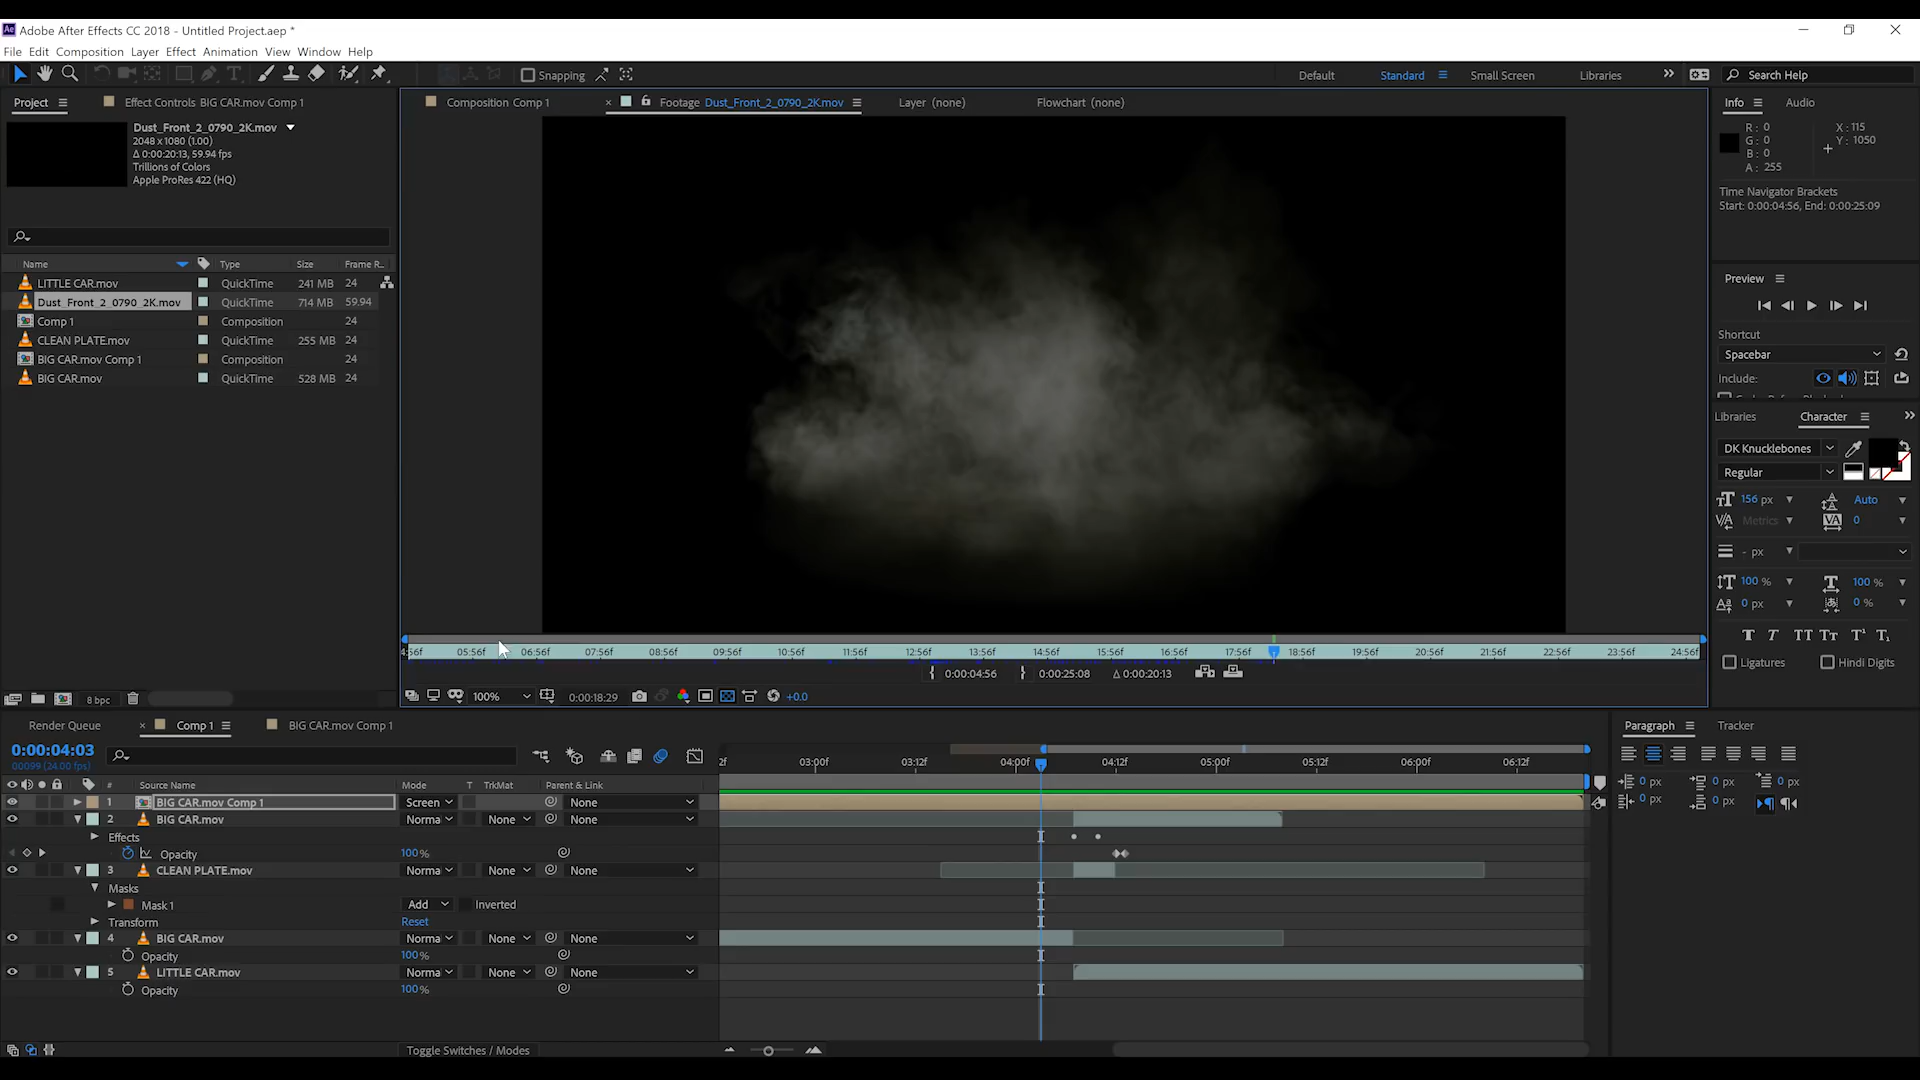 Ae Adobe After Effects CC 2018 - Untitled Project.aep *
File Edit Composition Layer Effect Animation View Window Help
Snapping Default Standard Small Screen Libraries Search Help
Project Effect Controls BIG CAR.mov Comp 1
Composition Comp 1 Footage Dust_Front_2_0790_2K.mov Layer (none) Flowchart (none)
Info Audio
Dust_Front_2_0790_2K.mov
2048 x 1080 (1.00)
Δ 0:00:20:13, 59.94 fps
Trillions of Colors
Apple ProRes 422 (HQ)
R: 0 X: 115
G: 0 Y: 1050
B: 0
A: 255
Time Navigator Brackets
Start: 0:00:04:56, End: 0:00:25:09
Name Type Size Frame R...
LITTLE CAR.mov QuickTime 241 MB 24
Dust_Front_2_0790_2K.mov QuickTime 714 MB 59.94
Comp 1 Composition 24
CLEAN PLATE.mov QuickTime 255 MB 24
BIG CAR.mov Comp 1 Composition 24
BIG CAR.mov QuickTime 528 MB 24
Preview
Shortcut
Spacebar
Include:
Libraries Character
DK Knucklebones
Regular
156 px Auto
Metrics 0
- px
100 % 100 %
0 px 0 %
T T TT Tr T¹ T₁
Ligatures Hindi Digits
4:56f 05:56f 06:56f 07:56f 08:56f 09:56f 10:56f 11:56f 12:56f 13:56f 14:56f 15:56f 16:56f 17:56f 18:56f 19:56f 20:56f 21:56f 22:56f 23:56f 24:56f
0:00:04:56 0:00:25:08 Δ 0:00:20:13
8 bpc
100% 0:00:18:29 +0.0
Render Queue Comp 1 BIG CAR.mov Comp 1
Paragraph Tracker
0:00:04:03
00099 (24.00 fps)
2f 03:00f 03:12f 04:00f 04:12f 05:00f 05:12f 06:00f 06:12f
# Source Name Mode T TrkMat Parent & Link
1 BIG CAR.mov Comp 1 Screen None
2 BIG CAR.mov Norma None None
Effects
Opacity 100%
3 CLEAN PLATE.mov Norma None None
Masks
Mask 1 Add Inverted
Transform Reset
4 BIG CAR.mov Norma None None
Opacity 100%
5 LITTLE CAR.mov Norma None None
Opacity 100%
0 px 0 px 0 px
0 px 0 px
Toggle Switches / Modes